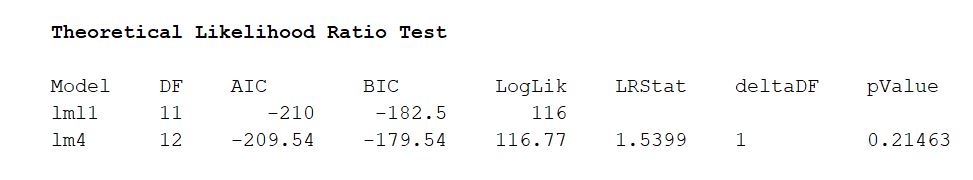 Theoretical Likelihood Ratio Test
Model DF AIC BIC LogLik LRStat deltaDF pValue
lml1 11 -210 -182.5 116
lm4 12 -209.54 -179.54 116.77 1.5399 1 0.21463